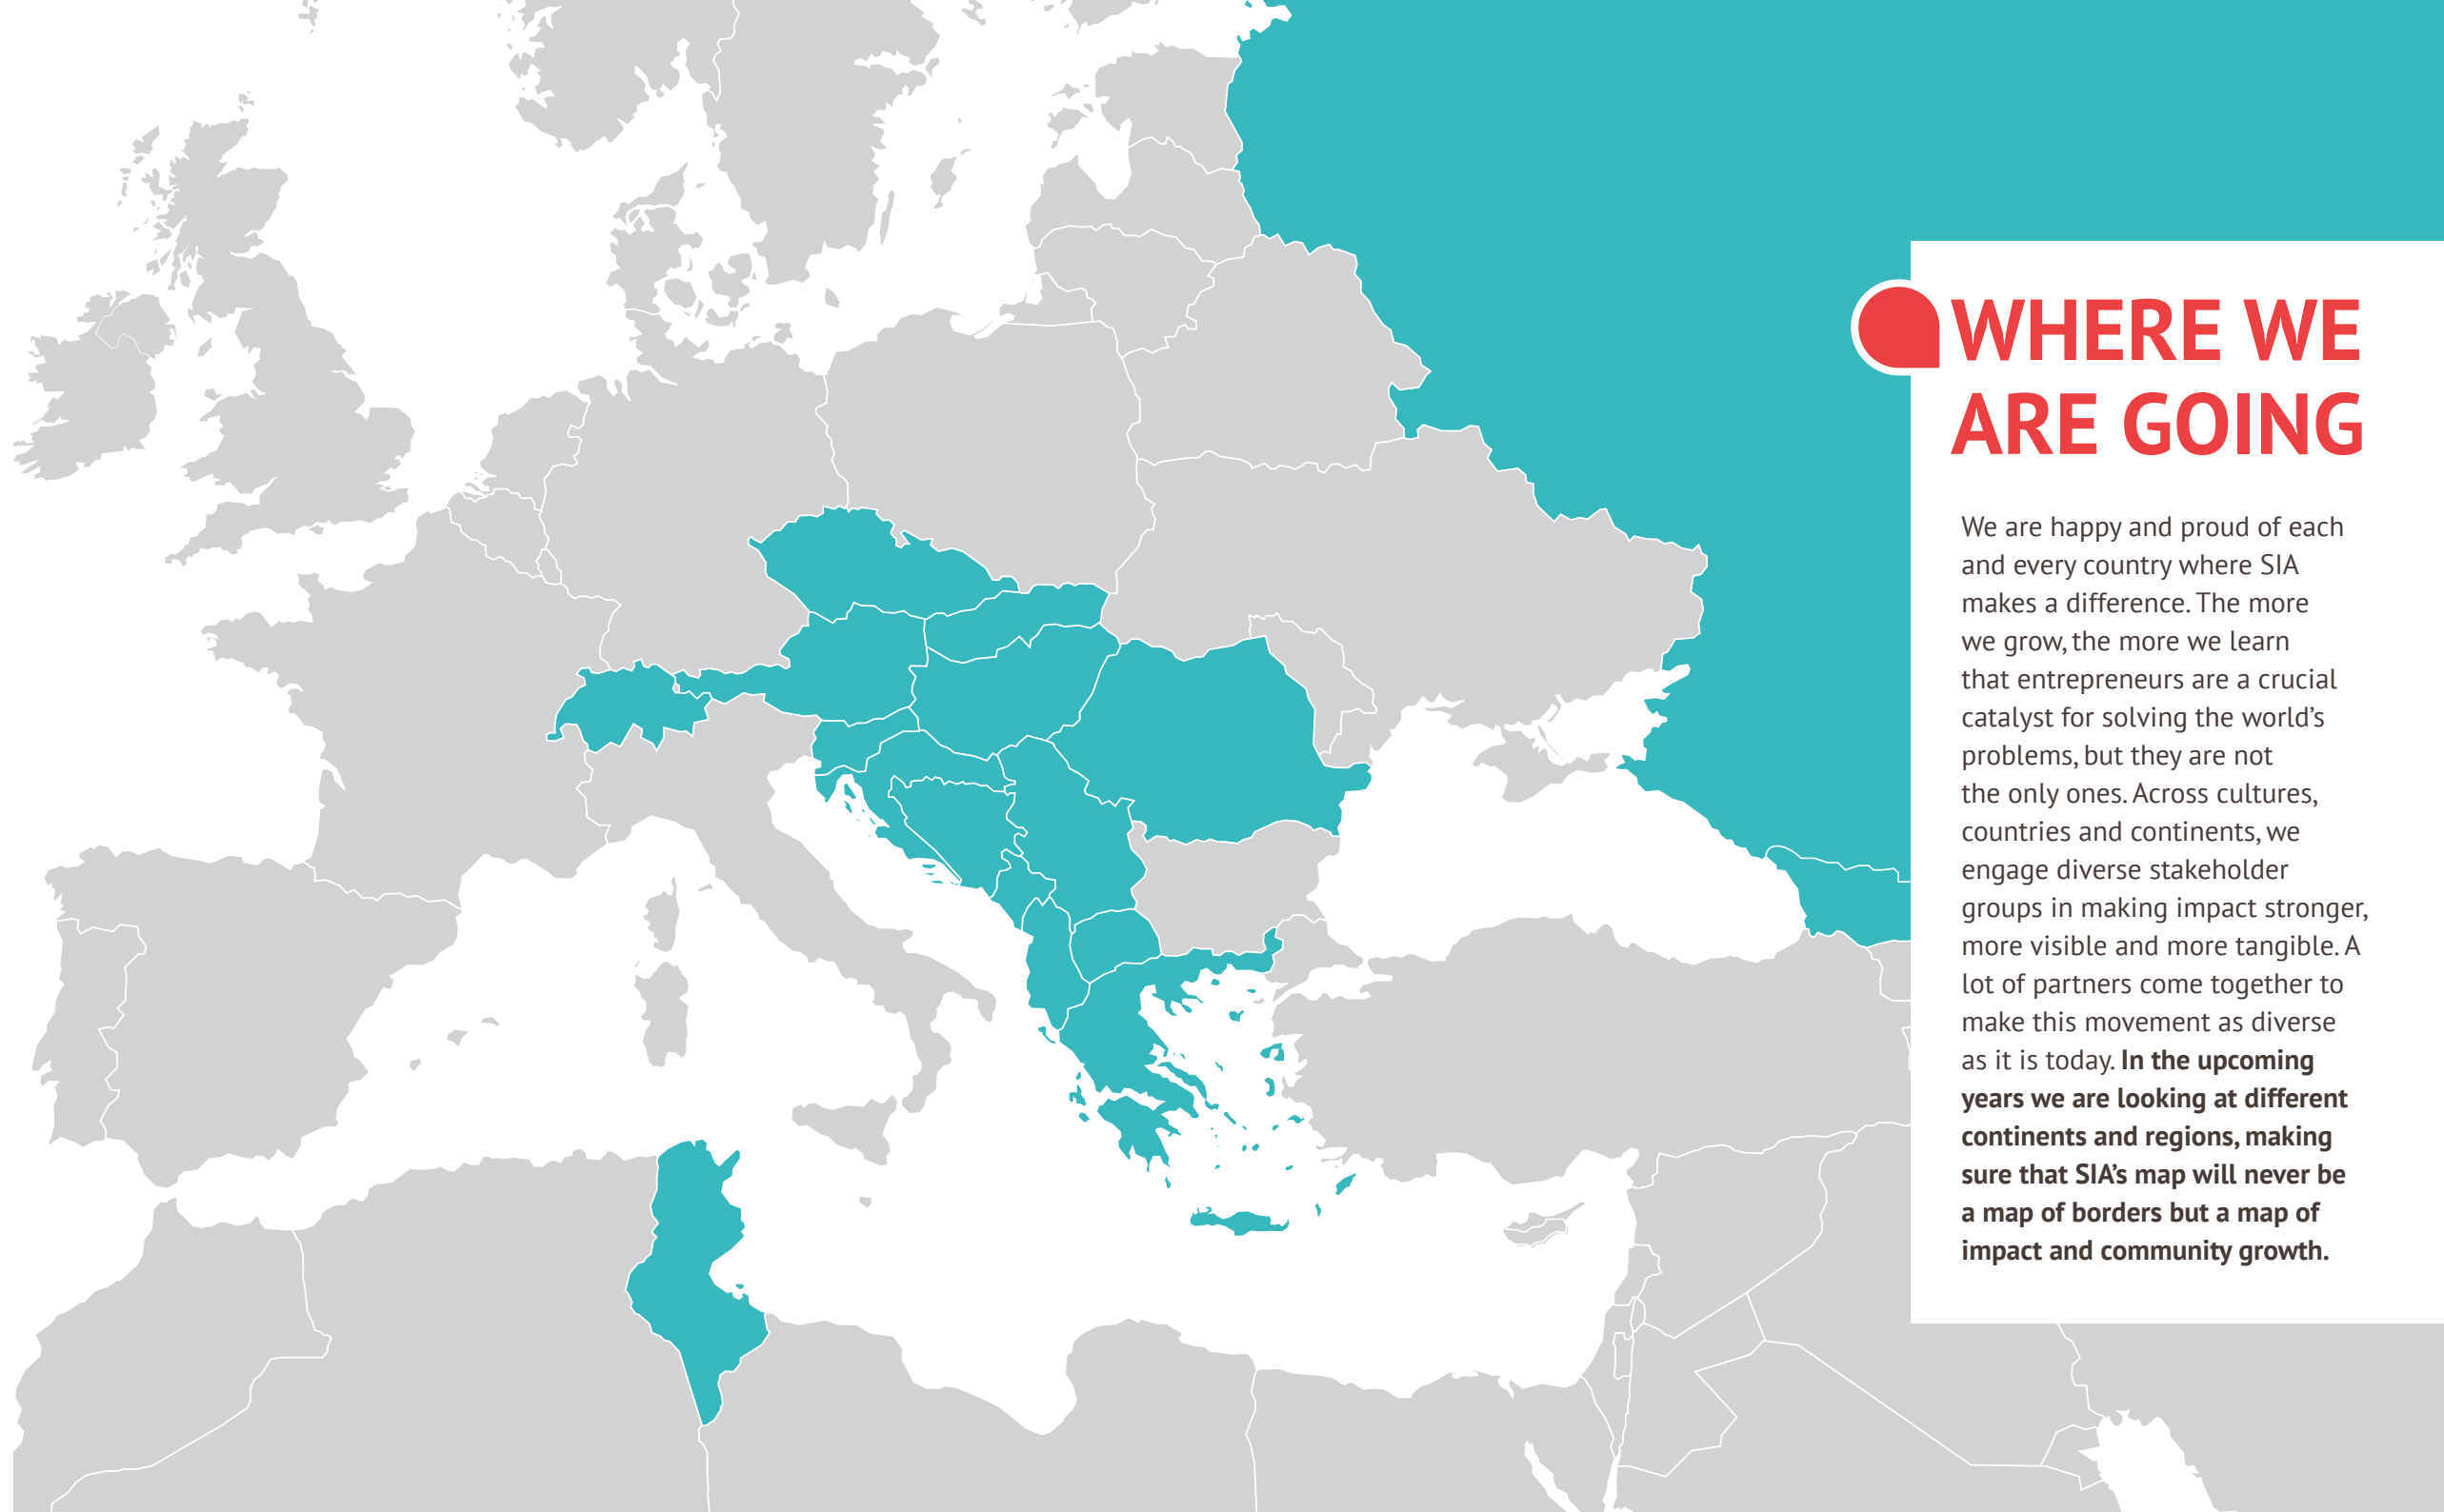 WHERE WE
ARE GOING
We are happy and proud of each
and every country where SIA
makes a difference. The more
we grow, the more we learn
that entrepreneurs are a crucial
catalyst for solving the world’s
problems, but they are not
the only ones. Across cultures,
countries and continents, we
engage diverse stakeholder
groups in making impact stronger,
more visible and more tangible. A
lot of partners come together to
make this movement as diverse
as it is today. In the upcoming
years we are looking at different
continents and regions, making
sure that SIA’s map will never be
a map of borders but a map of
impact and community growth.